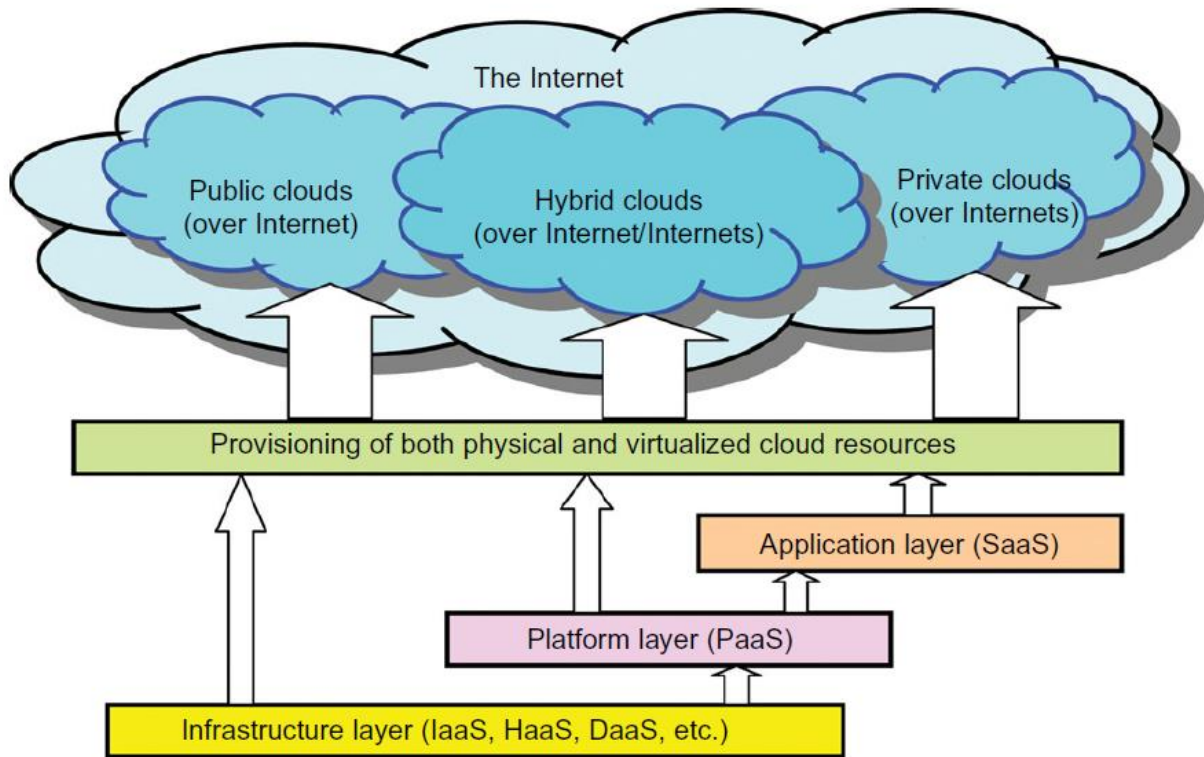 The Internet
Public clouds
(over Internet)
Hybrid clouds
(over Internet/Internets)
Private clouds
(over Internets)
Provisioning of both physical and virtualized cloud resources
Application layer (SaaS)
Platform layer (PaaS)
Infrastructure layer (IaaS, HaaS, DaaS, etc.)